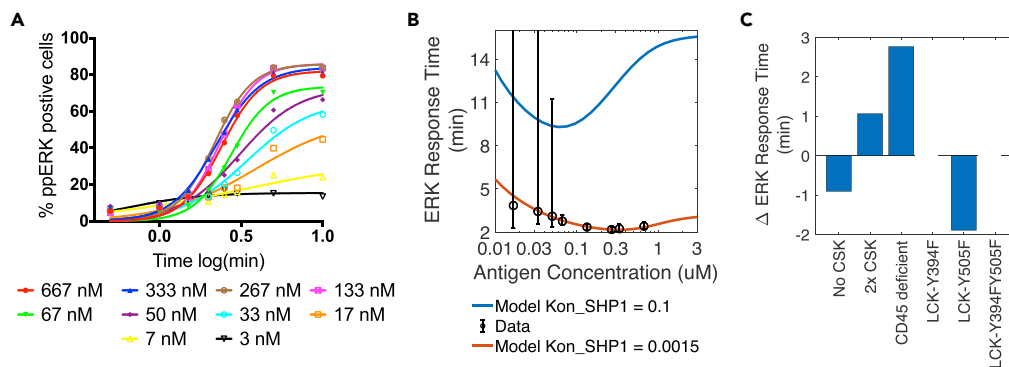 A
% ppERK postive cells
100
80
60
40
20
0
0.0
0.5
1.0
Time log(min)
667 nM
333 nM
267 nM
133 nM
67 nM
50 nM
33 nM
17 nM
7 nM
3 nM
B
ERK Response Time
(min)
14
11
8
5
2
0.01
0.03
0.1
0.3
1
3
Antigen Concentration (uM)
Model Kon_SHP1 = 0.1
Data
Model Kon_SHP1 = 0.0015
C
Δ ERK Response Time
(min)
3
2
1
0
-1
-2
No CSK
2x CSK
CD45 deficient
LCK-Y394F
LCK-Y505F
LCK-Y394FY505F